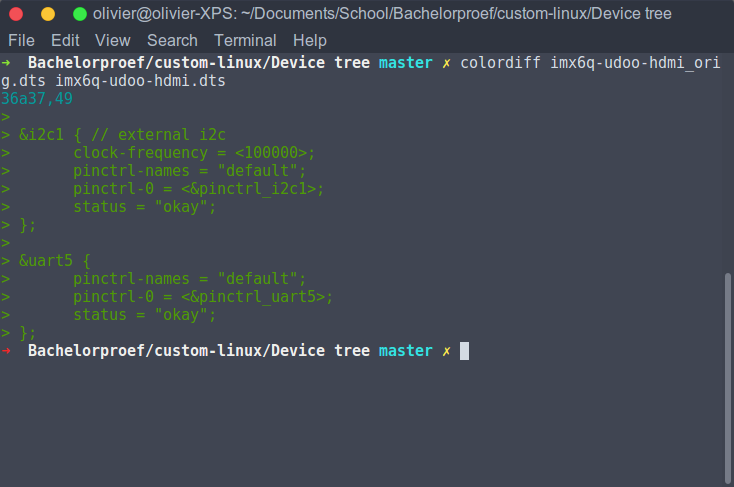 olivier@olivier-XPS: ~/Documents/School/Bachelorproef/custom-linux/Device tree
File Edit View Search Terminal Help
➜  Bachelorproef/custom-linux/Device tree master ✗ colordiff imx6q-udoo-hdmi_ori
g.dts imx6q-udoo-hdmi.dts
36a37,49
>
> &i2c1 { // external i2c
>       clock-frequency = <100000>;
>       pinctrl-names = "default";
>       pinctrl-0 = <&pinctrl_i2c1>;
>       status = "okay";
> };
>
> &uart5 {
>       pinctrl-names = "default";
>       pinctrl-0 = <&pinctrl_uart5>;
>       status = "okay";
> };
➜  Bachelorproef/custom-linux/Device tree master ✗